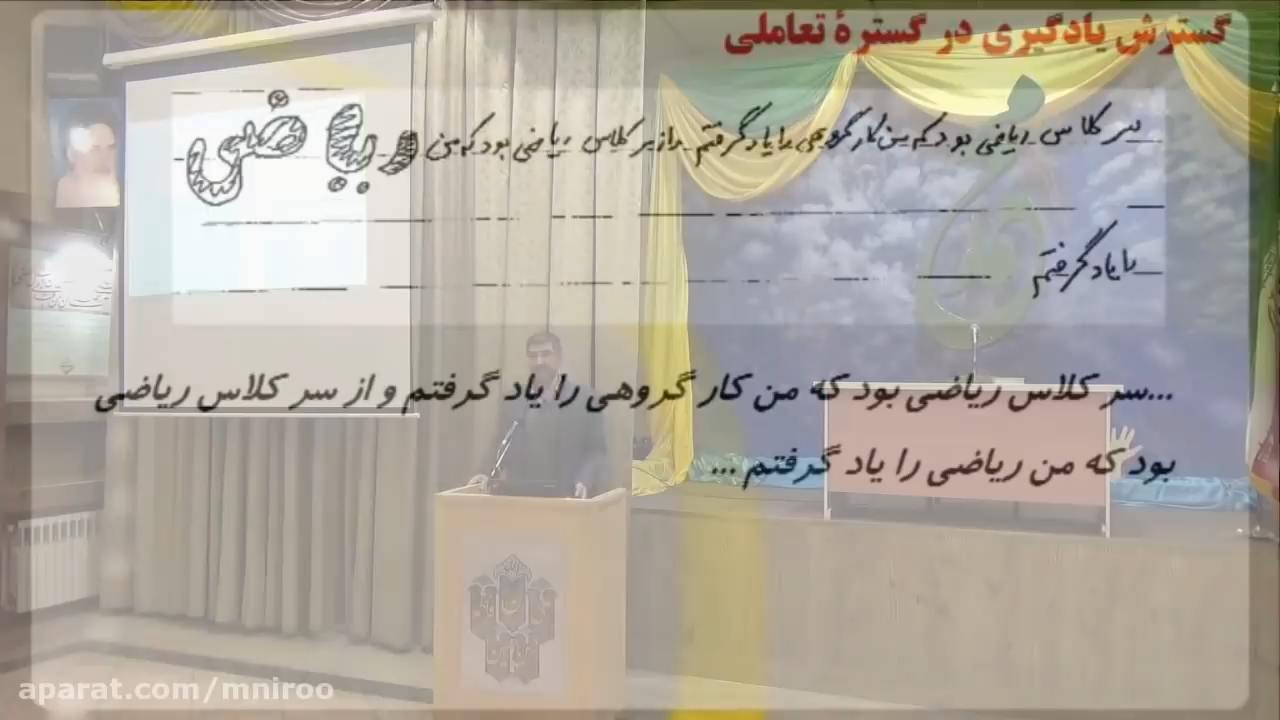 گسترش یادگیری در گسترهٔ تعاملی
سر کلاس ریاضی بود که من کار گروهی را یاد گرفتم و از سر کلاس ریاضی بود که من ریاضی
را یاد گرفتم
...سر کلاس ریاضی بود که من کار گروهی را یاد گرفتم و از سر کلاس ریاضی
بود که من ریاضی را یاد گرفتم ...
aparat.com/mniroo